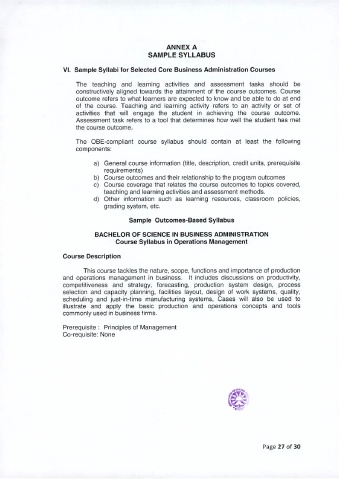 ANNEX A
SAMPLE SYLLABUS
VI. Sample Syllabi for Selected Core Business Administration Courses
The teaching and learning activities and assessment tasks should be
constructively aligned towards the attainment of the course outcomes. Course
outcome refers to what learners are expected to know and be able to do at end
of the course. Teaching and learning activity refers to an activity or set of
activities that will engage the student in achieving the course outcome.
Assessment task refers to a tool that determines how well the student has met
the course outcome.
The OBE-compliant course syllabus should contain at least the following
components:
a) General course information (title, description, credit units, prerequisite
requirements)
b) Course outcomes and their relationship to the program outcomes
c) Course coverage that relates the course outcomes to topics covered,
teaching and learning activities and assessment methods.
d) Other information such as learning resources, classroom policies,
grading system, etc.
Sample Outcomes-Based Syllabus
BACHELOR OF SCIENCE IN BUSINESS ADMINISTRATION
Course Syllabus in Operations Management
Course Description
This course tackles the nature, scope, functions and importance of production
and operations management in business. It includes discussions on productivity,
competitiveness and strategy, forecasting, production system design, process
selection and capacity planning, facilities layout, design of work systems, quality,
scheduling and just-in-time manufacturing systems, Cases will also be used to
illustrate and apply the basic production and operations concepts and tools
commonly used in business firms.
Prerequisite : Principles of Management
Co-requisite: None
Page 27 of 30